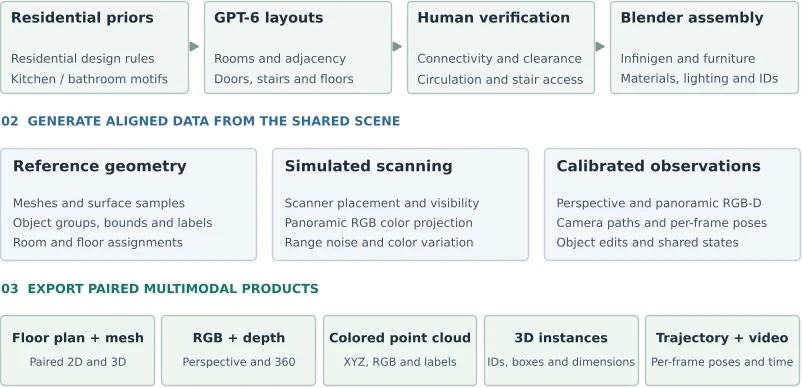 Residential priors
Residential design rules
Kitchen / bathroom motifs
GPT-6 layouts
Rooms and adjacency
Doors, stairs and floors
Human verification
Connectivity and clearance
Circulation and stair access
Blender assembly
Infinigen and furniture
Materials, lighting and IDs
02 GENERATE ALIGNED DATA FROM THE SHARED SCENE
Reference geometry
Meshes and surface samples
Object groups, bounds and labels
Room and floor assignments
Simulated scanning
Scanner placement and visibility
Panoramic RGB color projection
Range noise and color variation
Calibrated observations
Perspective and panoramic RGB-D
Camera paths and per-frame poses
Object edits and shared states
03 EXPORT PAIRED MULTIMODAL PRODUCTS
Floor plan + mesh
Paired 2D and 3D
RGB + depth
Perspective and 360
Colored point cloud
XYZ, RGB and labels
3D instances
IDs, boxes and dimensions
Trajectory + video
Per-frame poses and time